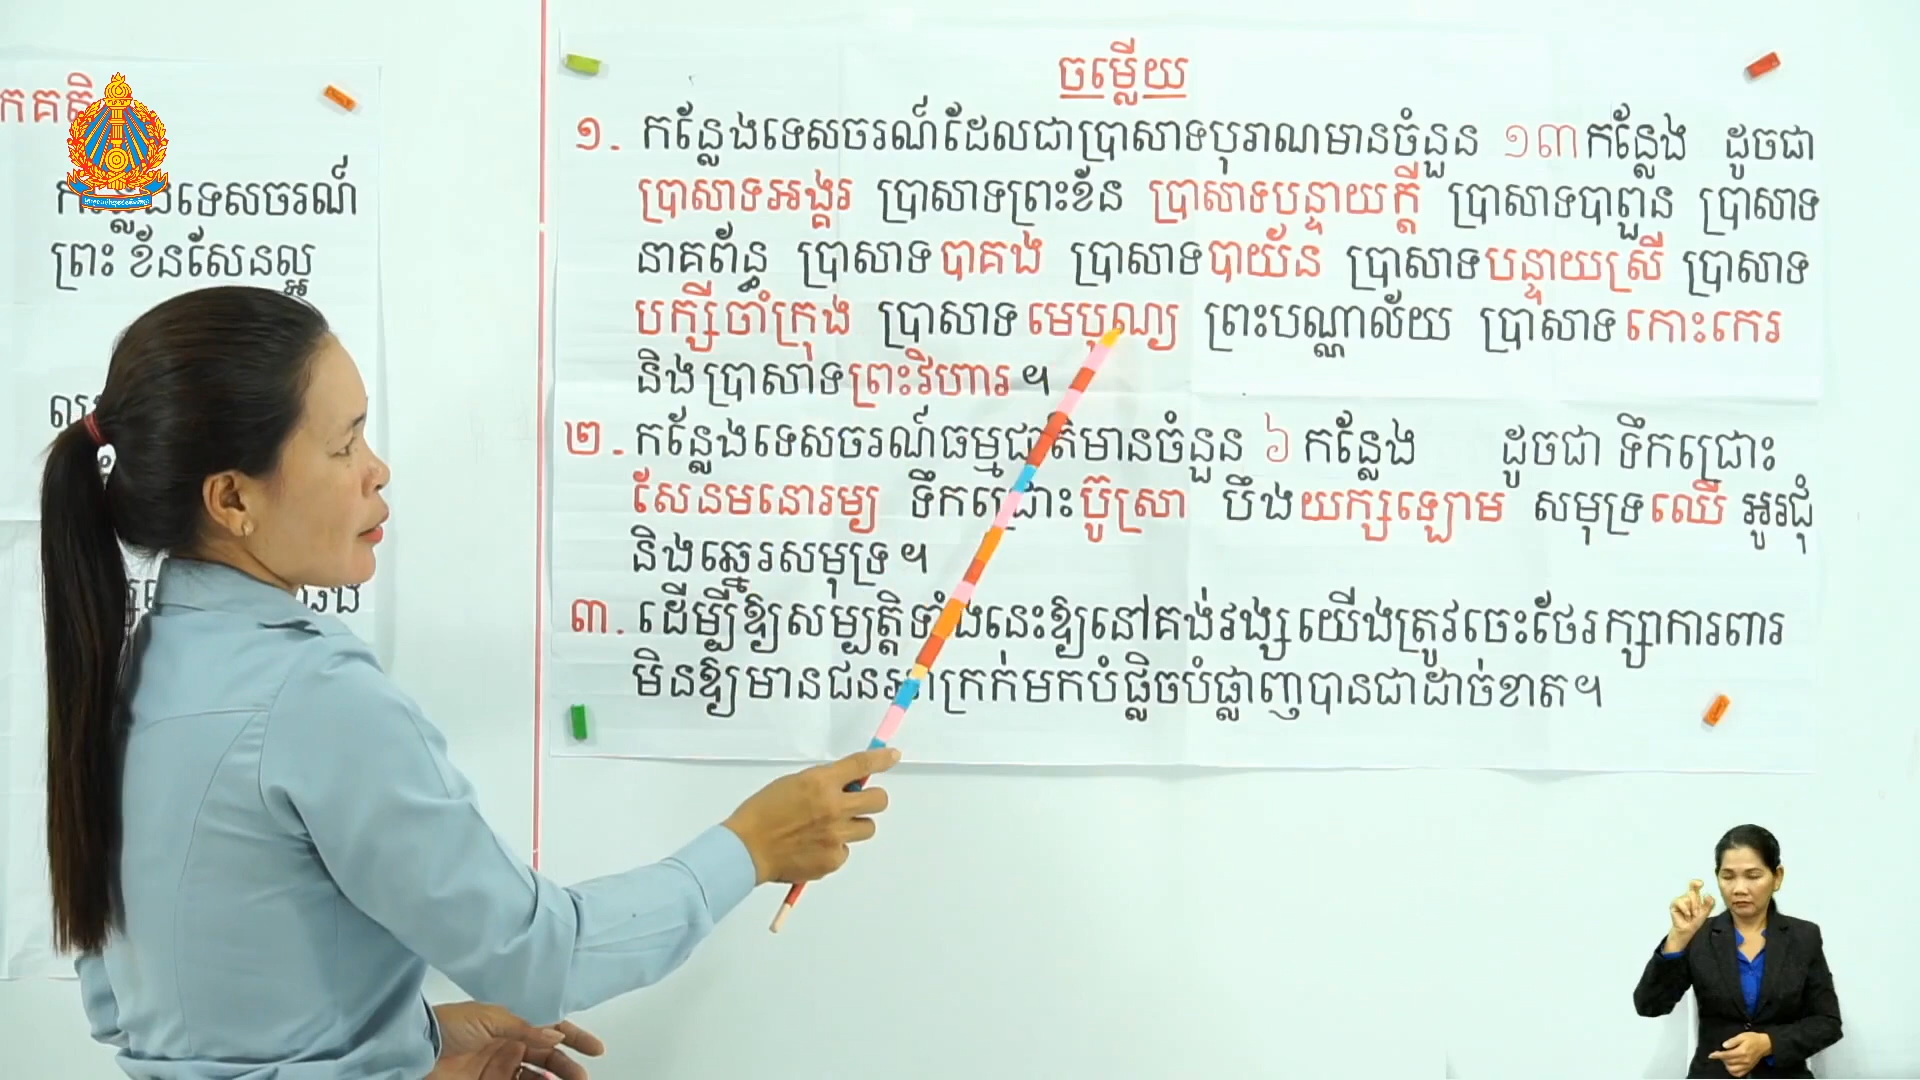 កគតិ
កន្លែងទេសចរណ៍
ព្រះខ័នសែនល្អ
ចម្លើយ
១. កន្លែងទេសចរណ៍ដែលជាប្រាសាទបុរាណមានចំនួន ១៣កន្លែង ដូចជា
ប្រាសាទអង្គរ ប្រាសាទព្រះខ័ន ប្រាសាទបន្ទាយក្តី ប្រាសាទបាពួន ប្រាសាទ
នាគព័ន្ធ ប្រាសាទបាគង ប្រាសាទបាយ័ន ប្រាសាទបន្ទាយស្រី ប្រាសាទ
បក្សីចាំក្រុង ប្រាសាទមេបុណ្យ ព្រះបណ្ណាល័យ ប្រាសាទកោះកេរ
និងប្រាសាទព្រះវិហារ។
២. កន្លែងទេសចរណ៍ធម្មជាតិមានចំនួន ៦ កន្លែង ដូចជា ទឹកជ្រោះ
សែនមនោរម្យ ទឹកជ្រោះប៊ូស្រា បឹងយក្សឡោម សមុទ្រឈើ អូរជុំ
និងឆ្នេរសមុទ្រ។
៣. ដើម្បីឱ្យសម្បត្តិទាំងនេះឱ្យនៅគង់វង្ស យើងត្រូវចេះថែរក្សាការពារ
មិនឱ្យមានជនអាក្រក់មកបំផ្លិចបំផ្លាញបានជាដាច់ខាត។